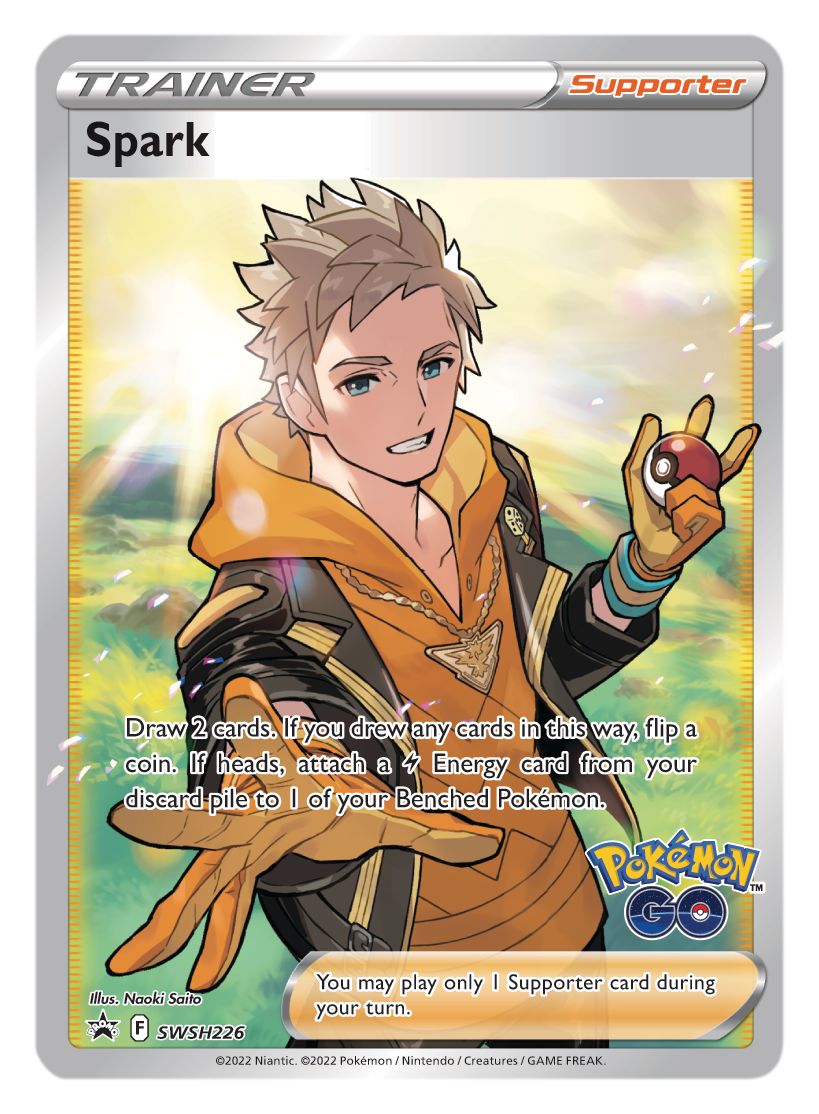 TRAINER
Supporter
Spark
Draw 2 cards. If you drew any cards in this way, flip a
coin. If heads, attach a Energy card from your
discard pile to 1 of your Benched Pokémon.
POKéMON
GO™
You may play only 1 Supporter card during
your turn.
Illus. Naoki Saito
PROMO
F SWSH226
©2022 Niantic. ©2022 Pokémon / Nintendo / Creatures / GAME FREAK.